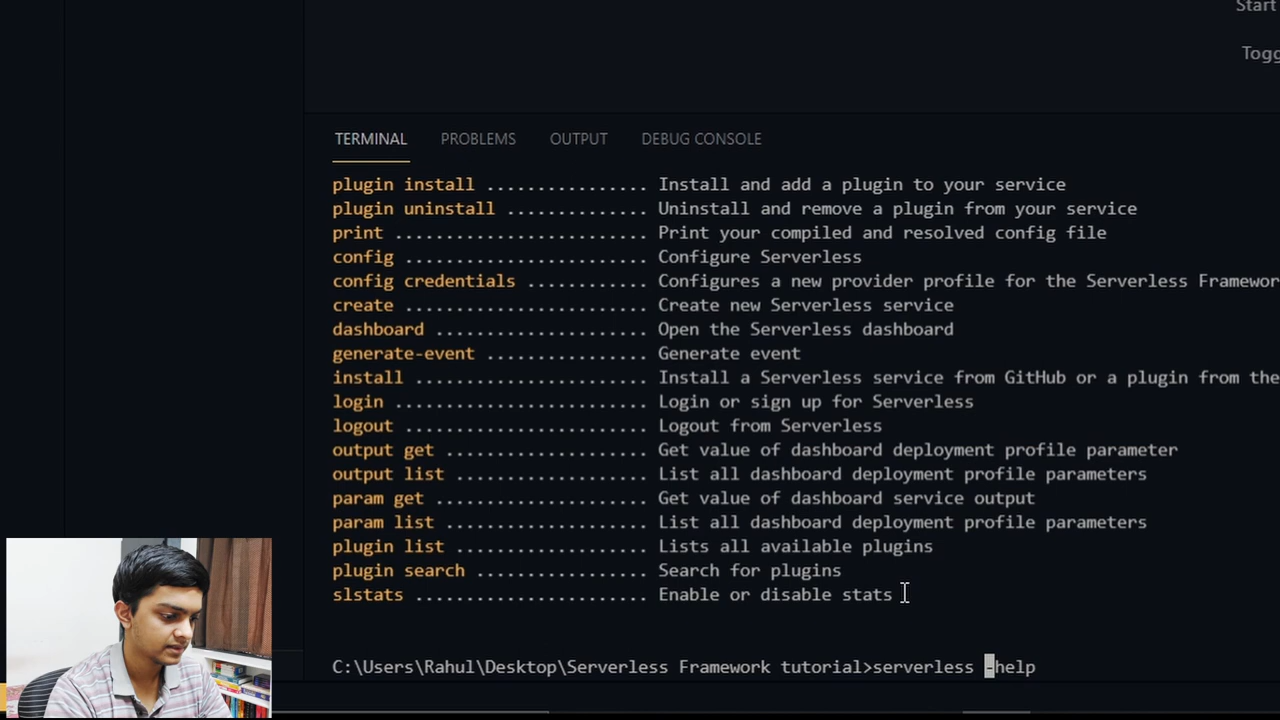 Start
Togg
TERMINAL PROBLEMS OUTPUT DEBUG CONSOLE
plugin install ................ Install and add a plugin to your service
plugin uninstall .............. Uninstall and remove a plugin from your service
print ......................... Print your compiled and resolved config file
config ........................ Configure Serverless
config credentials ............ Configures a new provider profile for the Serverless Framewor
create ........................ Create new Serverless service
dashboard ..................... Open the Serverless dashboard
generate-event ................ Generate event
install ....................... Install a Serverless service from GitHub or a plugin from the
login ......................... Login or sign up for Serverless
logout ........................ Logout from Serverless
output get .................... Get value of dashboard deployment profile parameter
output list ................... List all dashboard deployment profile parameters
param get ..................... Get value of dashboard service output
param list .................... List all dashboard deployment profile parameters
plugin list ................... Lists all available plugins
plugin search ................. Search for plugins
slstats ....................... Enable or disable stats
C:\Users\Rahul\Desktop\Serverless Framework tutorial>serverless -help